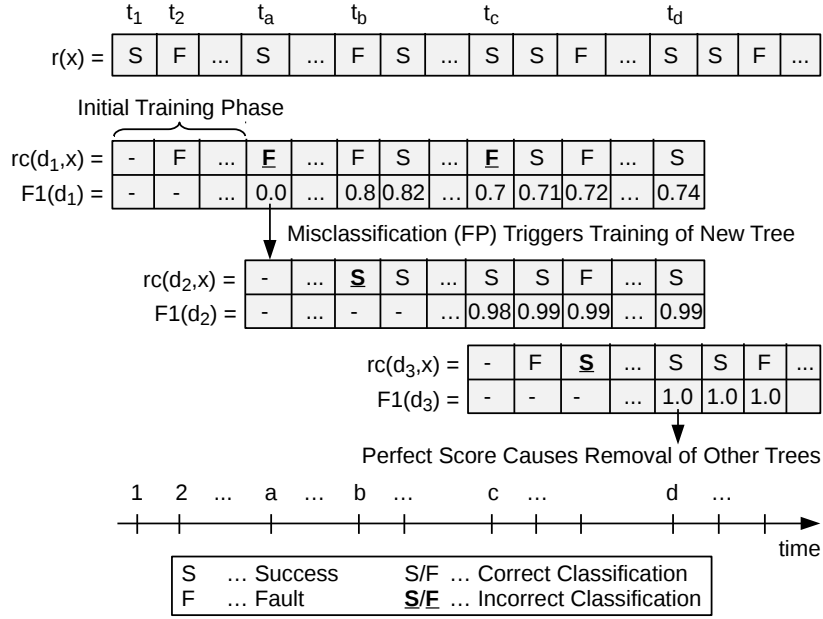 t1 t2 ta tb tc td
r(x) = S F ... S ... F S ... S S F ... S S F ...
Initial Training Phase
rc(d1,x) = - F ... F ... F S ... F S F ... S
F1(d1) = - - ... 0.0 ... 0.8 0.82 ... 0.7 0.71 0.72 ... 0.74
Misclassification (FP) Triggers Training of New Tree
rc(d2,x) = - ... S S ... S S F ... S
F1(d2) = - ... - - ... 0.98 0.99 0.99 ... 0.99
rc(d3,x) = - F S ... S S F ...
F1(d3) = - - - ... 1.0 1.0 1.0
Perfect Score Causes Removal of Other Trees
1 2 ... a ... b ... c ... d ...
time
S ... Success S/F ... Correct Classification
F ... Fault S/F ... Incorrect Classification